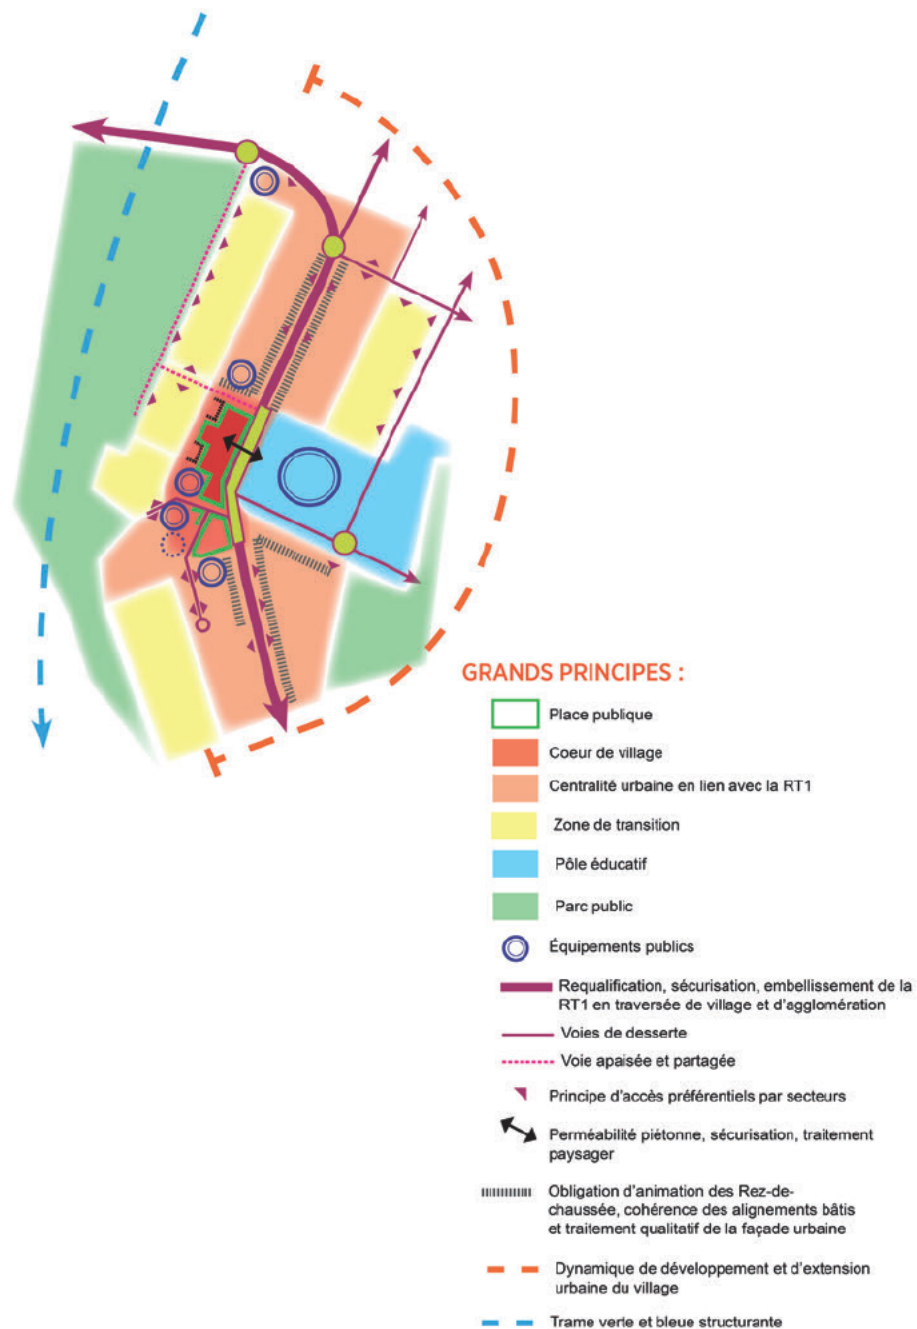 GRANDS PRINCIPES :
Place publique
Coeur de village
Centralité urbaine en lien avec la RT1
Zone de transition
Pôle éducatif
Parc public
Équipements publics
Requalification, sécurisation, embellissement de la
RT1 en traversée de village et d'agglomération
Voies de desserte
Voie apaisée et partagée
Principe d'accès préférentiels par secteurs
Perméabilité piétonne, sécurisation, traitement
paysager
Obligation d'animation des Rez-de-
chaussée, cohérence des alignements bâtis
et traitement qualitatif de la façade urbaine
Dynamique de développement et d'extension
urbaine du village
Trame verte et bleue structurante